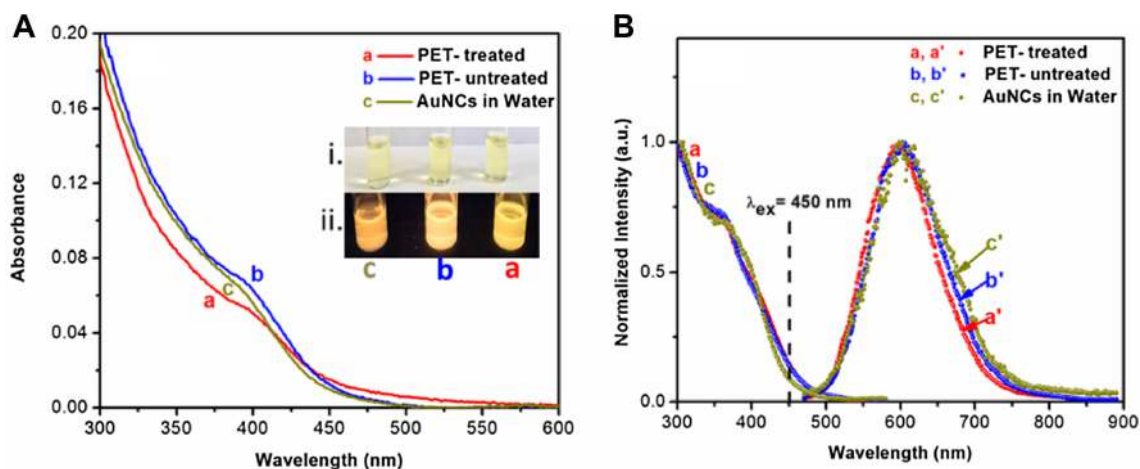 A
0.20
0.16
0.12
0.08
0.04
0.00
Absorbance
300
350
400
450
500
550
600
Wavelength (nm)
a PET- treated
b PET- untreated
c AuNCs in Water
i.
ii.
c b a
b
c
a
B
1.0
0.5
0.0
Normalized Intensity (a.u.)
300 400 500 600 700 800 900
Wavelength (nm)
a, a' PET- treated
b, b' PET- untreated
c, c' AuNCs in Water
a
b
c
λex= 450 nm
c'
b'
a'